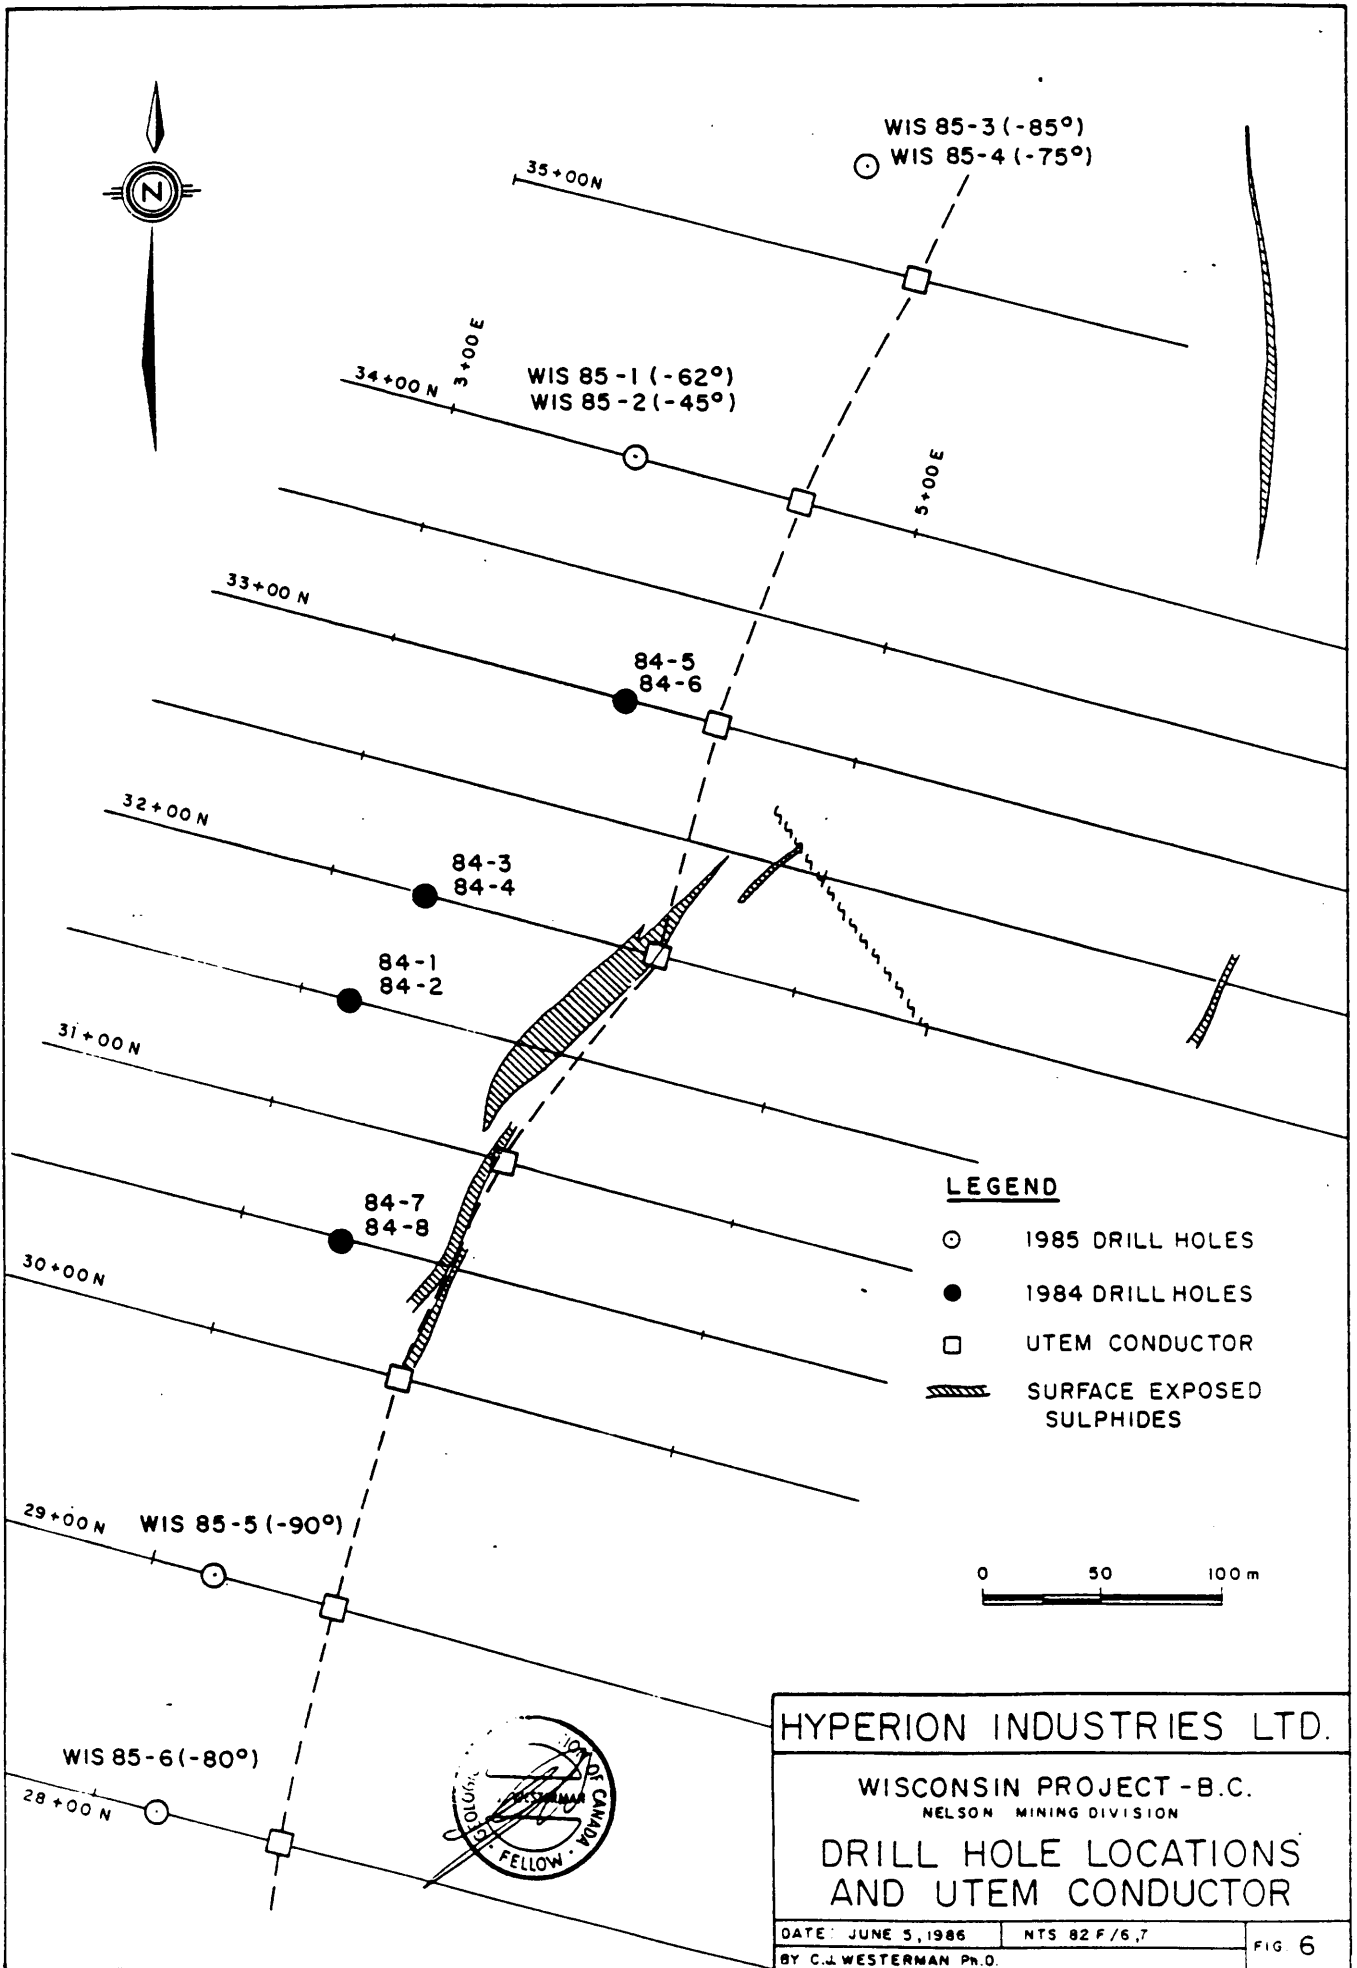 WIS 85-3 (-85°)
WIS 85-4 (-75°)
35+00N
N
3+00 E
34+00 N
WIS 85-1 (-62°)
WIS 85-2 (-45°)
5+00 E
33+00 N
84-5
84-6
32+00 N
84-3
84-4
84-1
84-2
31+00 N
84-7
84-8
30+00 N
LEGEND
1985 DRILL HOLES
1984 DRILL HOLES
UTEM CONDUCTOR
SURFACE EXPOSED
SULPHIDES
29+00 N
WIS 85-5 (-90°)
0 50 100 m
WIS 85-6 (-80°)
28+00 N
OF CANADA
WESTERMAN
FELLOW
HYPERION INDUSTRIES LTD.
WISCONSIN PROJECT - B.C.
NELSON MINING DIVISION
DRILL HOLE LOCATIONS
AND UTEM CONDUCTOR
DATE: JUNE 5, 1986
NTS 82 F/6,7
FIG. 6
BY C.J. WESTERMAN Ph.D.